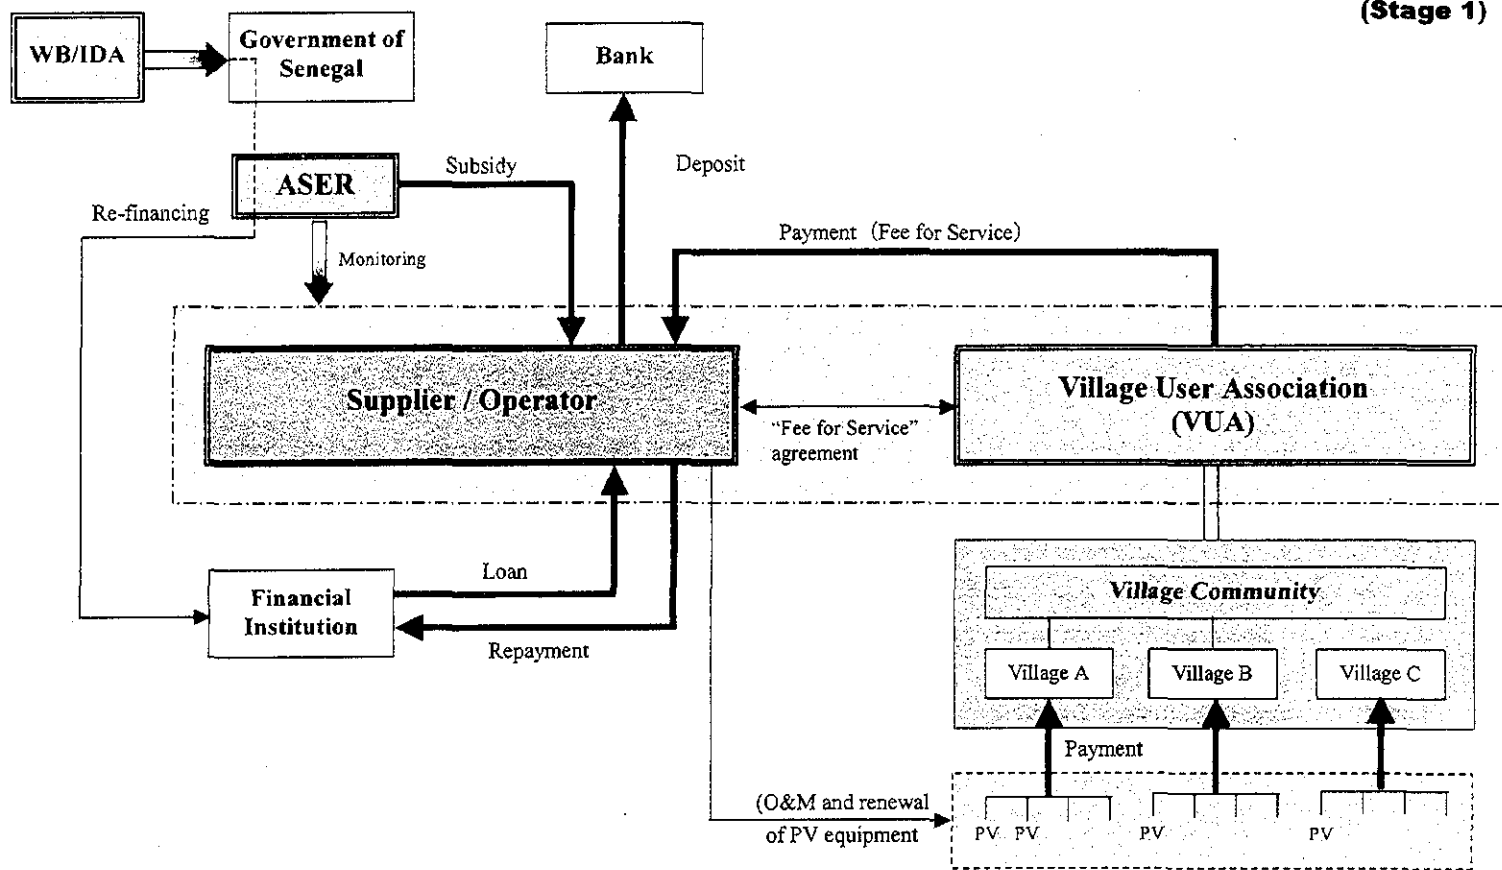 (Stage 1)
WB/IDA
Government of
Senegal
Bank
Subsidy
Deposit
ASER
Re-financing
Monitoring
Payment (Fee for Service)
Supplier / Operator
Village User Association
(VUA)
"Fee for Service"
agreement
Loan
Financial
Institution
Repayment
Village Community
Village A
Village B
Village C
Payment
(O&M and renewal
of PV equipment
PV PV
PV
PV